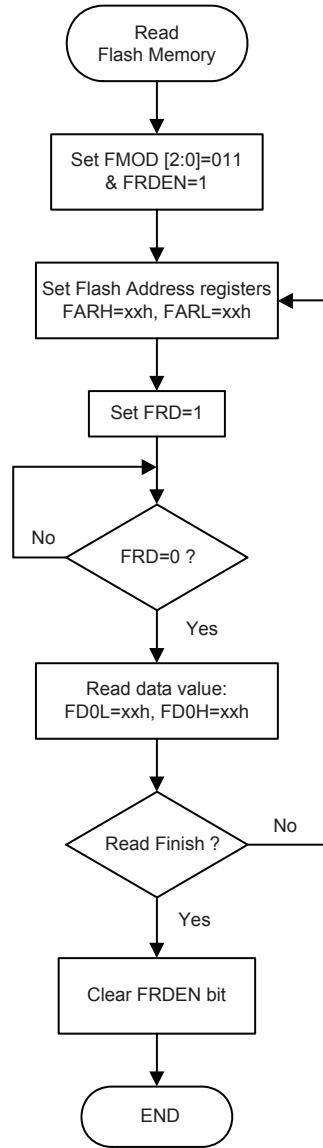 Read
Flash Memory
Set FMOD [2:0]=011
& FRDEN=1
Set Flash Address registers
FARH=xxh, FARL=xxh
Set FRD=1
No
FRD=0 ?
Yes
Read data value:
FD0L=xxh, FD0H=xxh
Read Finish ?
No
Yes
Clear FRDEN bit
END